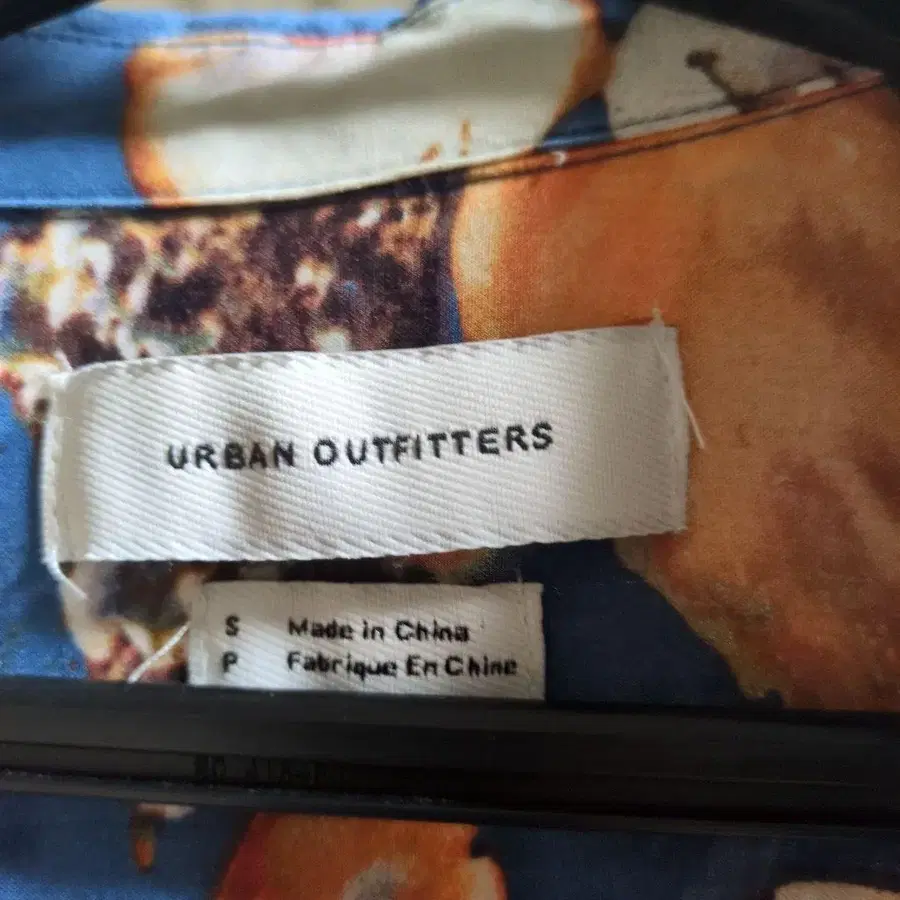 URBAN OUTFITTERS
S Made in China
P Fabrique En Chine